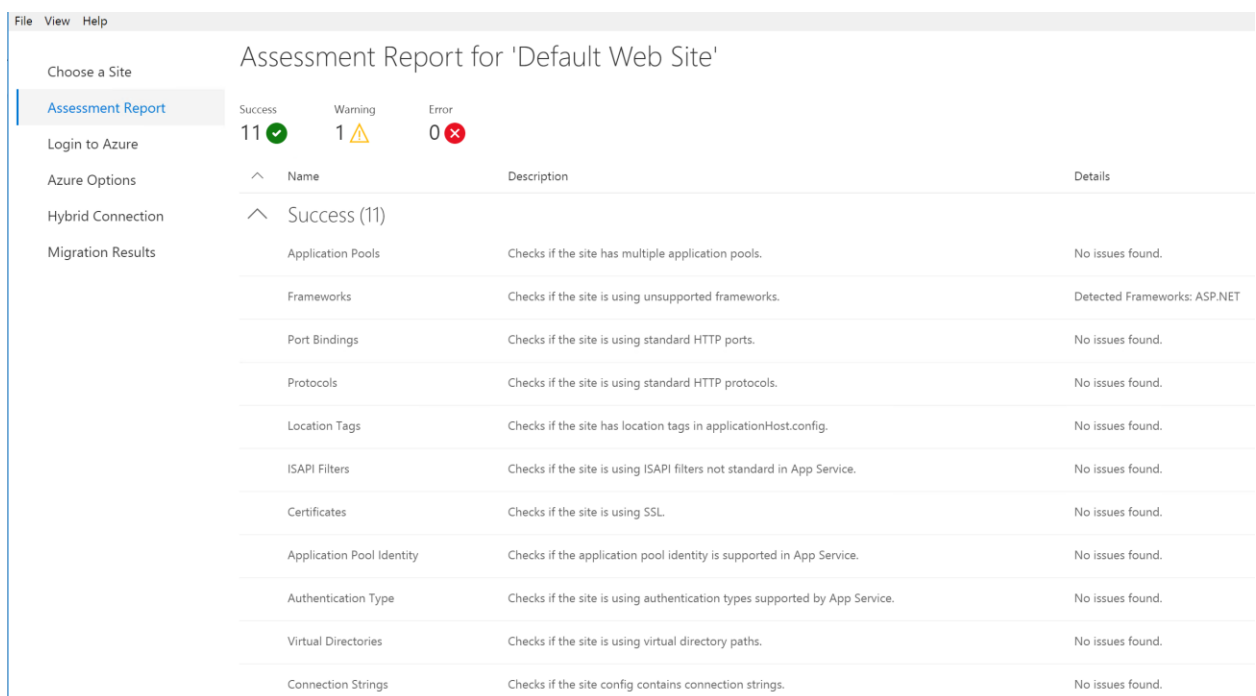 File View Help
Assessment Report for 'Default Web Site'
Choose a Site
Assessment Report
Login to Azure
Azure Options
Hybrid Connection
Migration Results
Success Warning Error
11 1 0
Name Description Details
Success (11)
Application Pools Checks if the site has multiple application pools. No issues found.
Frameworks Checks if the site is using unsupported frameworks. Detected Frameworks: ASP.NET
Port Bindings Checks if the site is using standard HTTP ports. No issues found.
Protocols Checks if the site is using standard HTTP protocols. No issues found.
Location Tags Checks if the site has location tags in applicationHost.config. No issues found.
ISAPI Filters Checks if the site is using ISAPI filters not standard in App Service. No issues found.
Certificates Checks if the site is using SSL. No issues found.
Application Pool Identity Checks if the application pool identity is supported in App Service. No issues found.
Authentication Type Checks if the site is using authentication types supported by App Service. No issues found.
Virtual Directories Checks if the site is using virtual directory paths. No issues found.
Connection Strings Checks if the site config contains connection strings. No issues found.